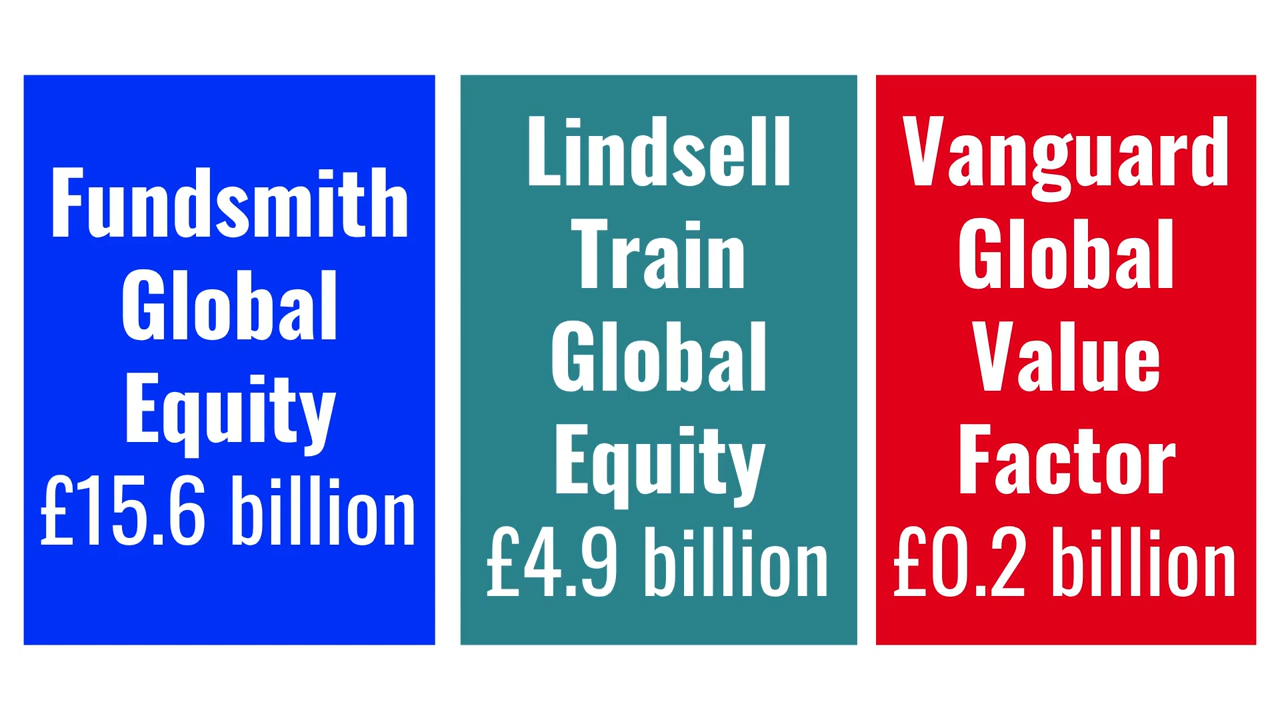 Fundsmith
Global
Equity
£15.6 billion
Lindsell
Train
Global
Equity
£4.9 billion
Vanguard
Global
Value
Factor
£0.2 billion